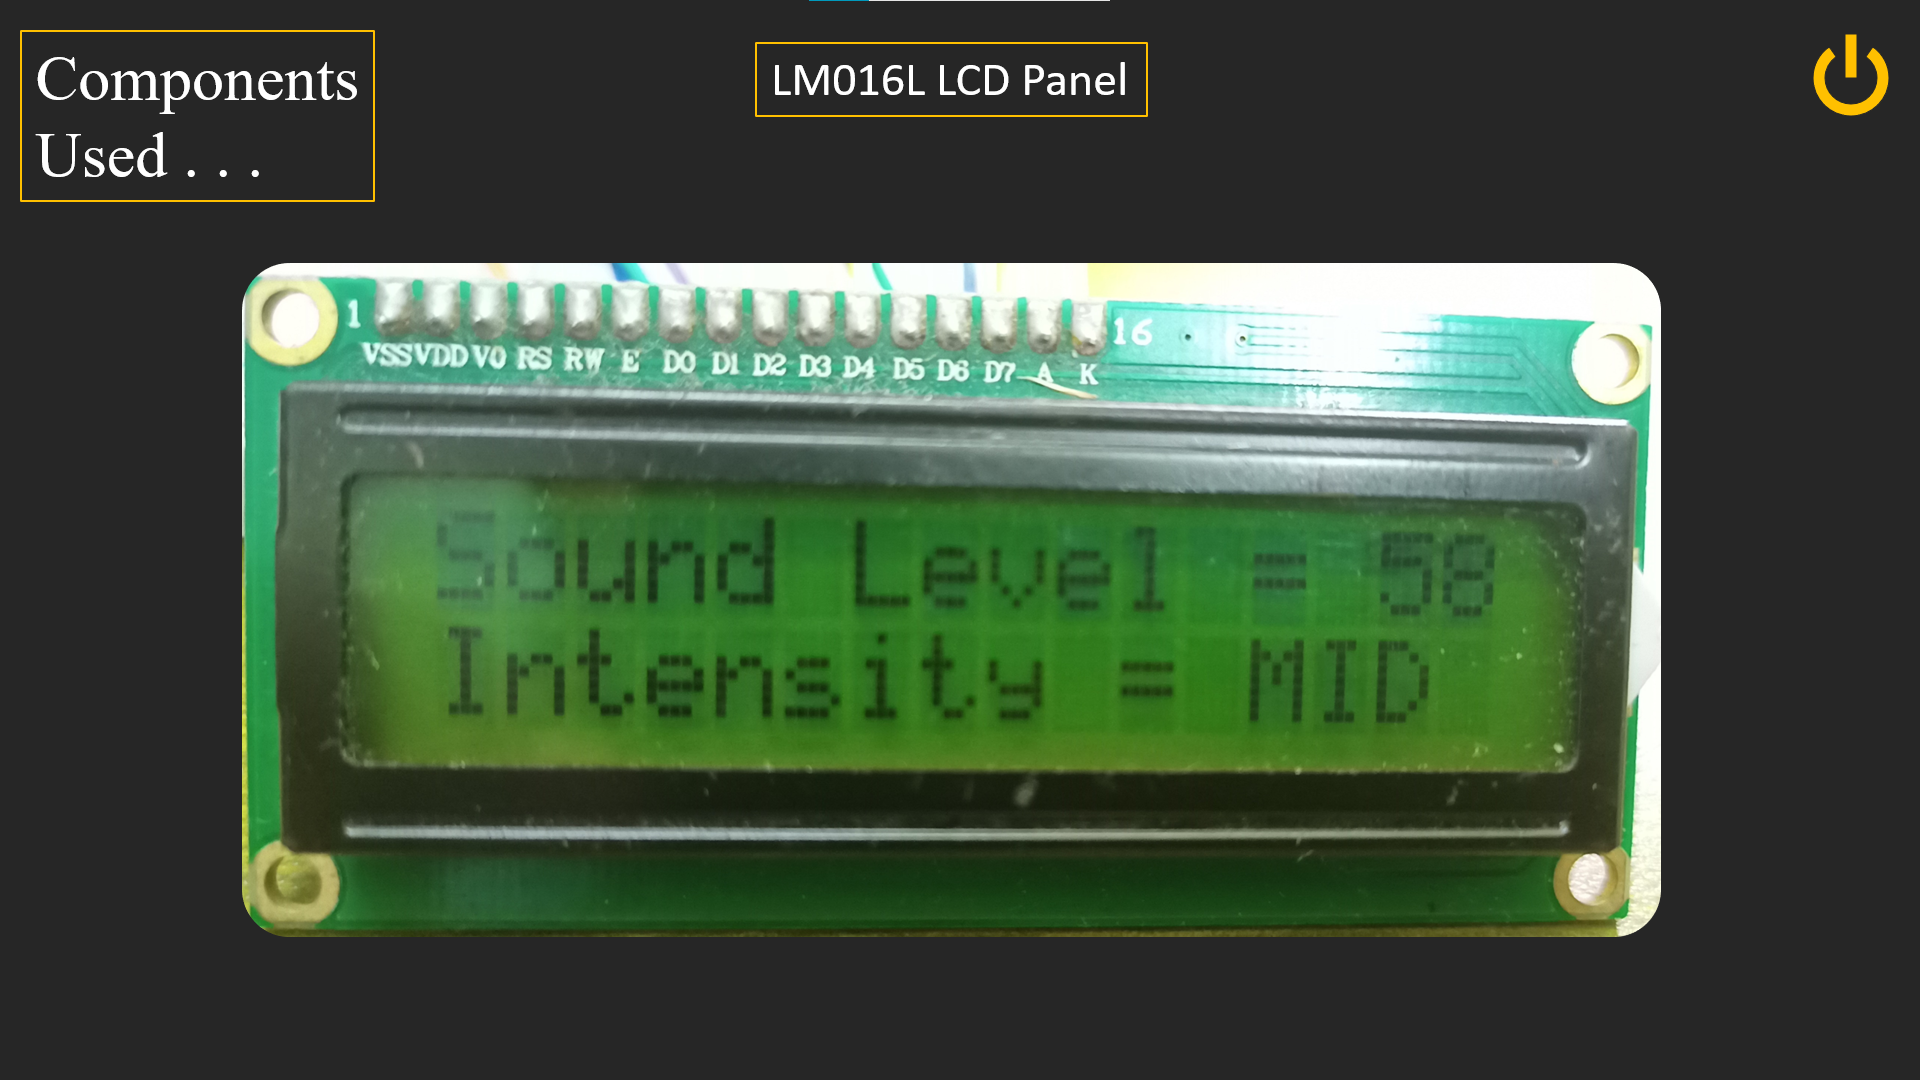 Components
Used . . .
LM016L LCD Panel
1 16
VSS VDD V0 RS RW E D0 D1 D2 D3 D4 D5 D6 D7 A K
Sound Level = 58
Intensity = MID